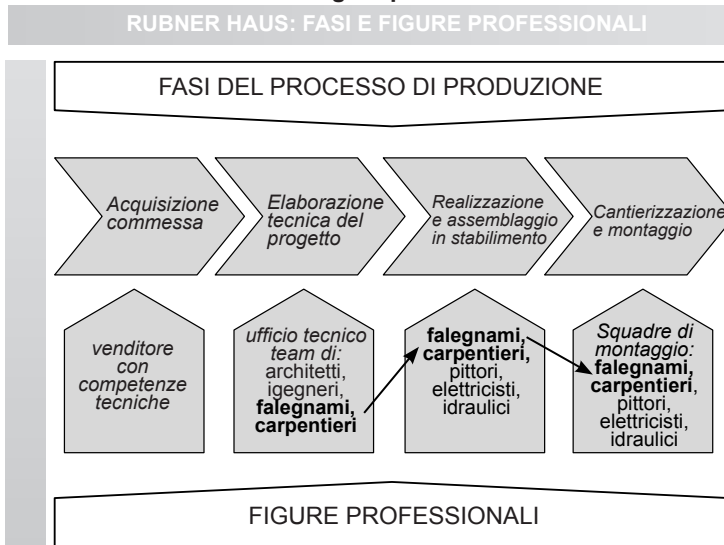 RUBNER HAUS: FASI E FIGURE PROFESSIONALI
FASI DEL PROCESSO DI PRODUZIONE
Acquisizione
commessa
Elaborazione
tecnica del
progetto
Realizzazione
e assemblaggio
in stabilimento
Cantierizzazione
e montaggio
venditore
con
competenze
tecniche
ufficio tecnico
team di:
architetti,
igegneri,
falegnami,
carpentieri
falegnami,
carpentieri,
pittori,
elettricisti,
idraulici
Squadre di
montaggio:
falegnami,
carpentieri,
pittori,
elettricisti,
idraulici
FIGURE PROFESSIONALI